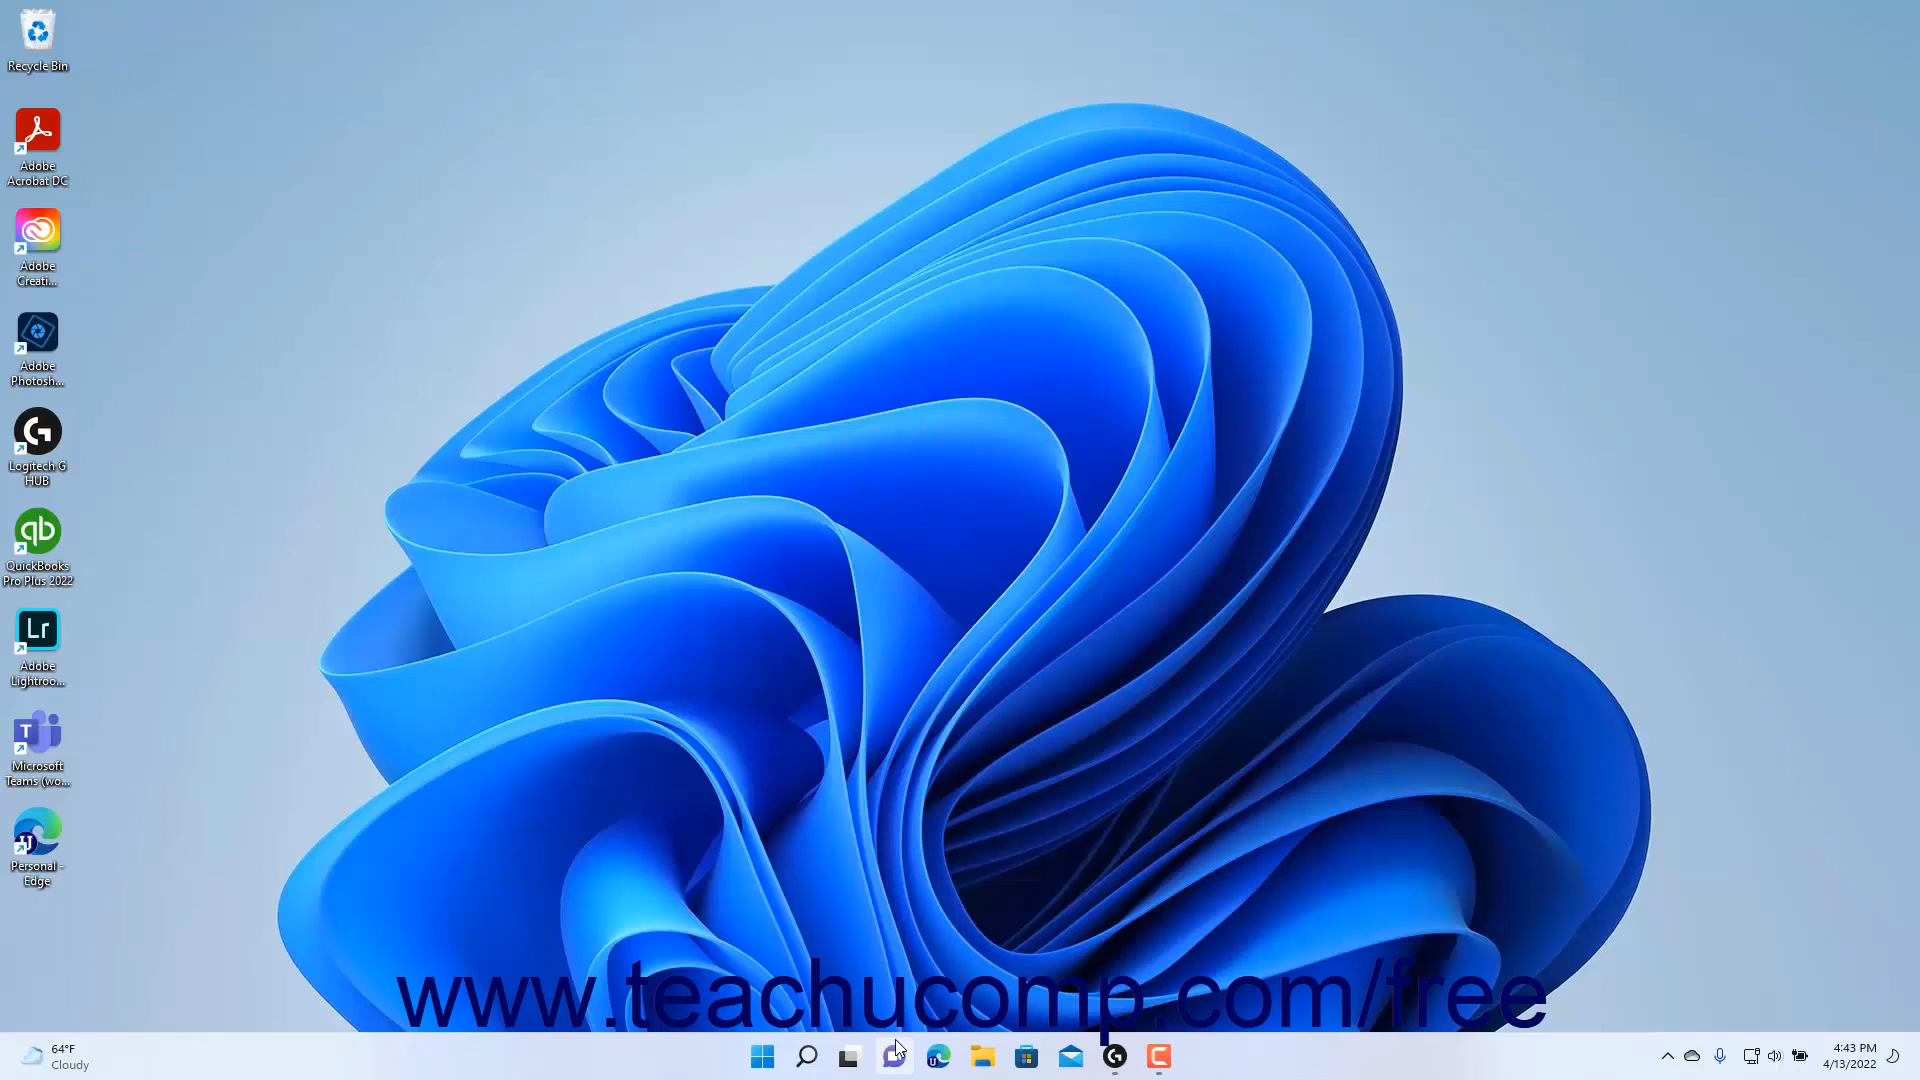 Recycle Bin
Adobe
Acrobat DC
Adobe
Creati...
Adobe
Photosh...
Logitech G
HUB
QuickBooks
Pro Plus 2022
Lr
Adobe
Lightroo...
T
Microsoft
Teams (wo...
Personal -
Edge
www.teachucomp.com/free
64°F
Cloudy
4:43 PM
4/13/2022